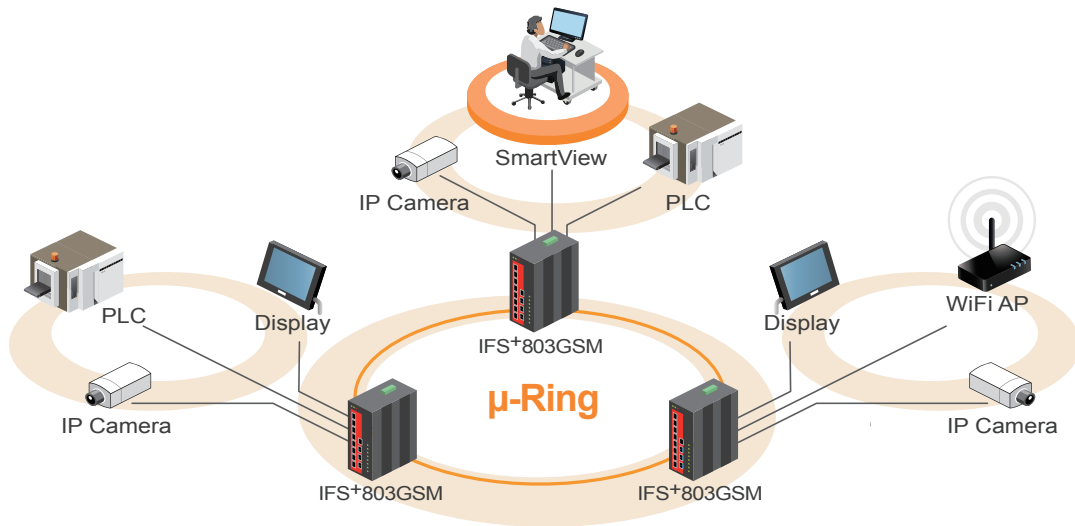 SmartView
IP Camera
PLC
WiFi AP
PLC
Display
Display
IFS+803GSM
μ-Ring
IP Camera
IP Camera
IFS+803GSM
IFS+803GSM